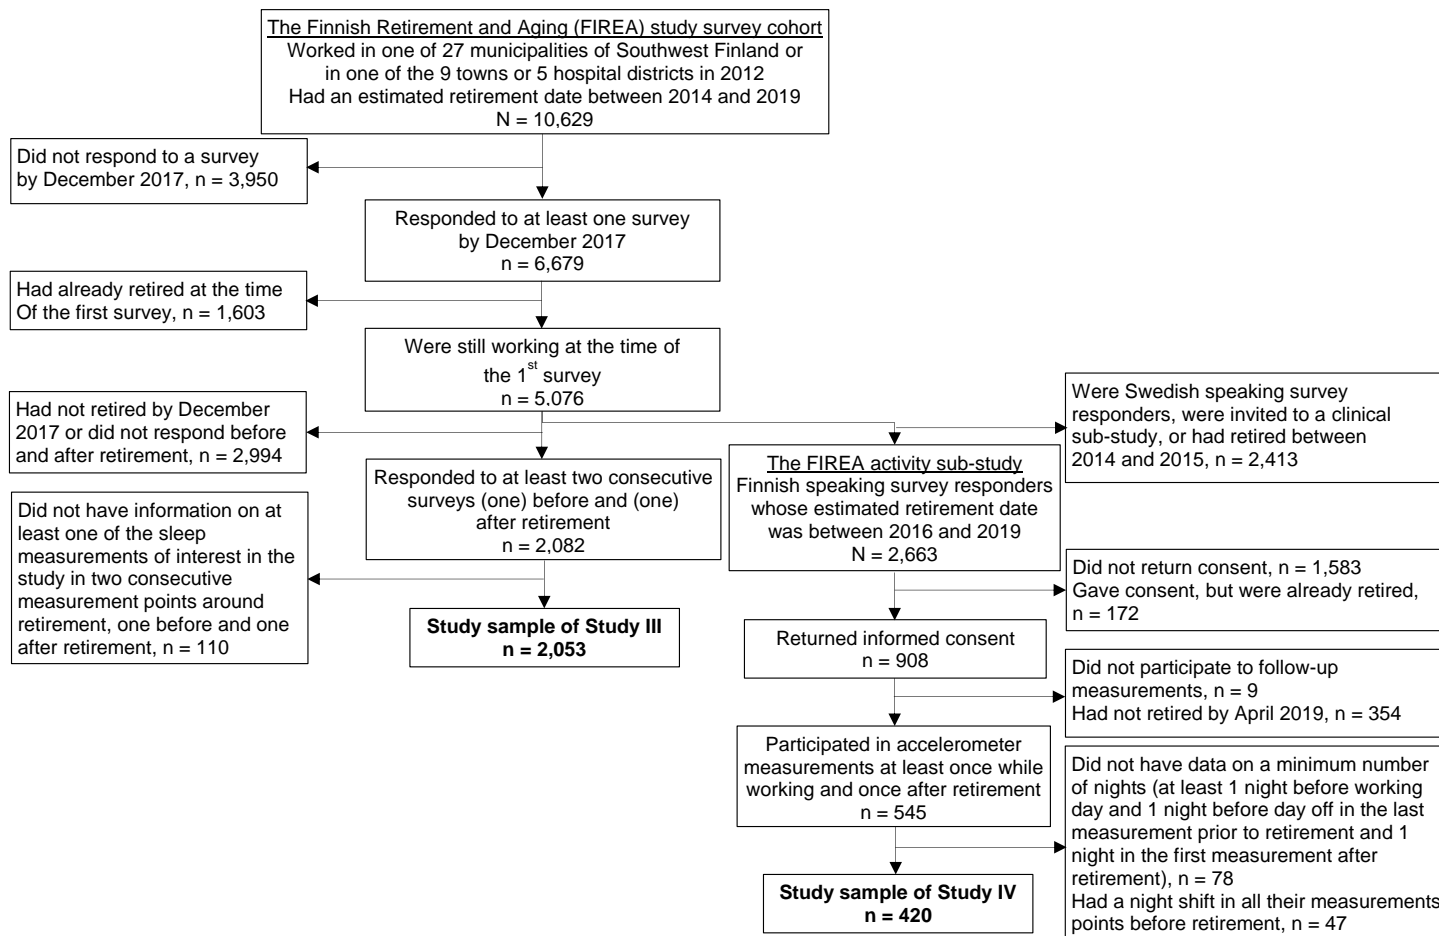 The Finnish Retirement and Aging (FIREA) study survey cohort
Worked in one of 27 municipalities of Southwest Finland or
in one of the 9 towns or 5 hospital districts in 2012
Had an estimated retirement date between 2014 and 2019
N = 10,629
Did not respond to a survey
by December 2017, n = 3,950
Responded to at least one survey
by December 2017
n = 6,679
Had already retired at the time
Of the first survey, n = 1,603
Were still working at the time of
the 1st survey
n = 5,076
Had not retired by December
2017 or did not respond before
and after retirement, n = 2,994
Responded to at least two consecutive
surveys (one) before and (one)
after retirement
n = 2,082
Did not have information on at
least one of the sleep
measurements of interest in the
study in two consecutive
measurement points around
retirement, one before and one
after retirement, n = 110
Study sample of Study III
n = 2,053
Were Swedish speaking survey
responders, were invited to a clinical
sub-study, or had retired between
2014 and 2015, n = 2,413
The FIREA activity sub-study
Finnish speaking survey responders
whose estimated retirement date
was between 2016 and 2019
N = 2,663
Did not return consent, n = 1,583
Gave consent, but were already retired,
n = 172
Returned informed consent
n = 908
Did not participate to follow-up
measurements, n = 9
Had not retired by April 2019, n = 354
Participated in accelerometer
measurements at least once while
working and once after retirement
n = 545
Did not have data on a minimum number
of nights (at least 1 night before working
day and 1 night before day off in the last
measurement prior to retirement and 1
night in the first measurement after
retirement), n = 78
Had a night shift in all their measurements
points before retirement, n = 47
Study sample of Study IV
n = 420